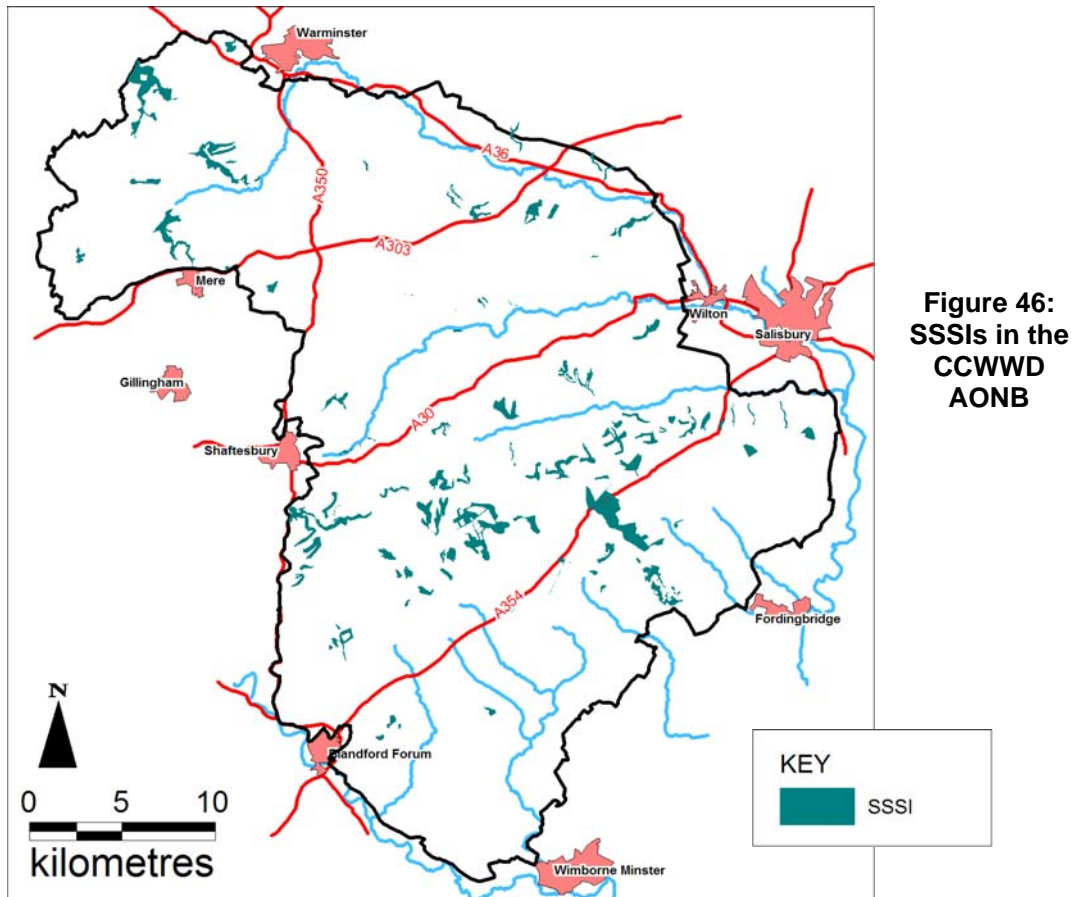 Warminster
A36
A350
A303
Mere
Wilton
Salisbury
Gillingham
A30
Shaftesbury
A354
Fordingbridge
Blandford Forum
Wimborne Minster
N
0 5 10
kilometres
KEY
SSSI
Figure 46:
SSSIs in the
CCWWD
AONB